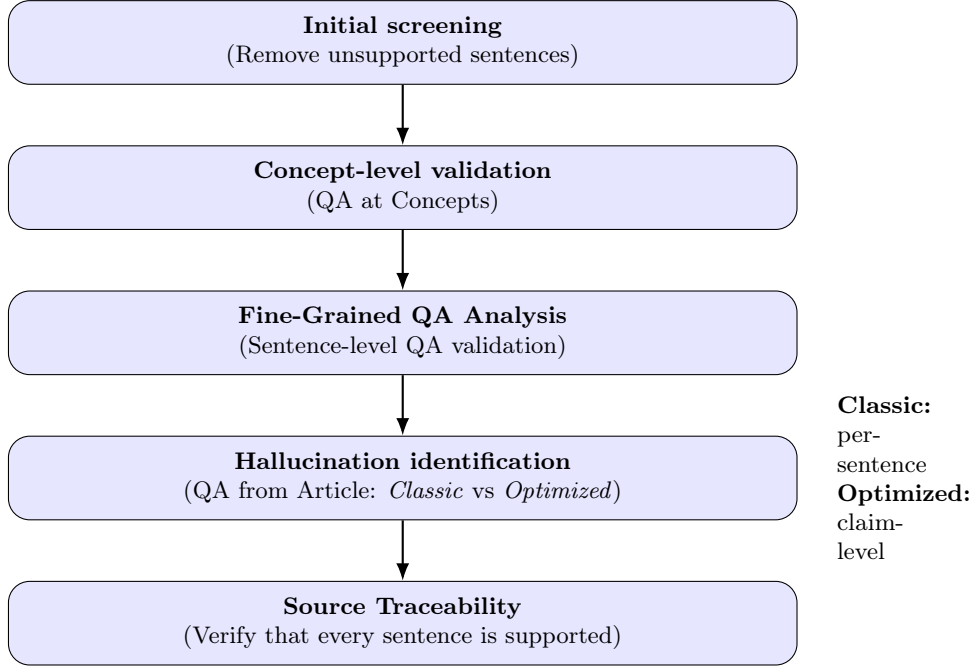 Initial screening
(Remove unsupported sentences)
Concept-level validation
(QA at Concepts)
Fine-Grained QA Analysis
(Sentence-level QA validation)
Hallucination identification
(QA from Article: Classic vs Optimized)
Classic:
per-
sentence
Optimized:
claim-
level
Source Traceability
(Verify that every sentence is supported)